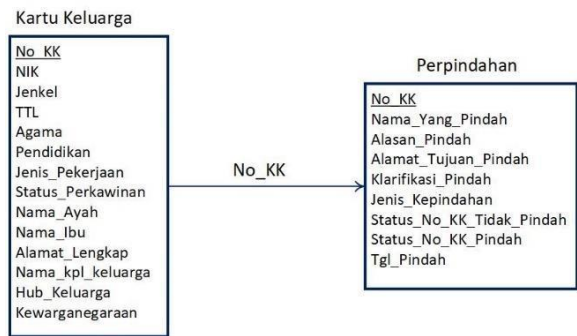 Kartu Keluarga
No_KK
NIK
Jenkel
TTL
Agama
Pendidikan
Jenis_Pekerjaan
Status_Perkawinan
Nama_Ayah
Nama_Ibu
Alamat_Lengkap
Nama_kpl_keluarga
Hub_Keluarga
Kewarganegaraan
No_KK
Perpindahan
No_KK
Nama_Yang_Pindah
Alasan_Pindah
Alamat_Tujuan_Pindah
Klarifikasi_Pindah
Jenis_Kepindahan
Status_No_KK_Tidak_Pindah
Status_No_KK_Pindah
Tgl_Pindah